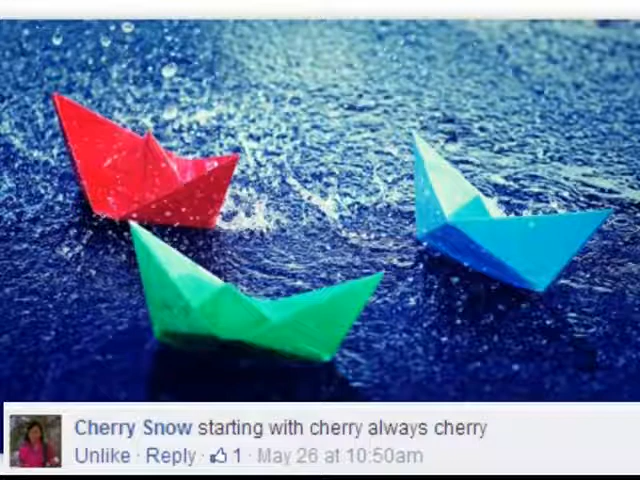 Cherry Snow starting with cherry always cherry
Unlike · Reply · 1 · May 26 at 10:50am